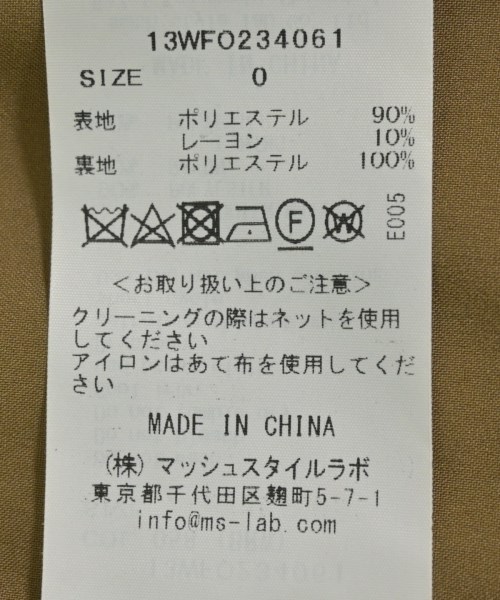 13WFO234061
SIZE 0
表地 ポリエステル 90%
レーヨン 10%
裏地 ポリエステル 100%
F W E005
<お取り扱い上のご注意>
クリーニングの際はネットを使用
してください
アイロンはあて布を使用してくだ
さい
MADE IN CHINA
(株) マッシュスタイルラボ
東京都千代田区麹町5-7-1
info@ms-lab.com